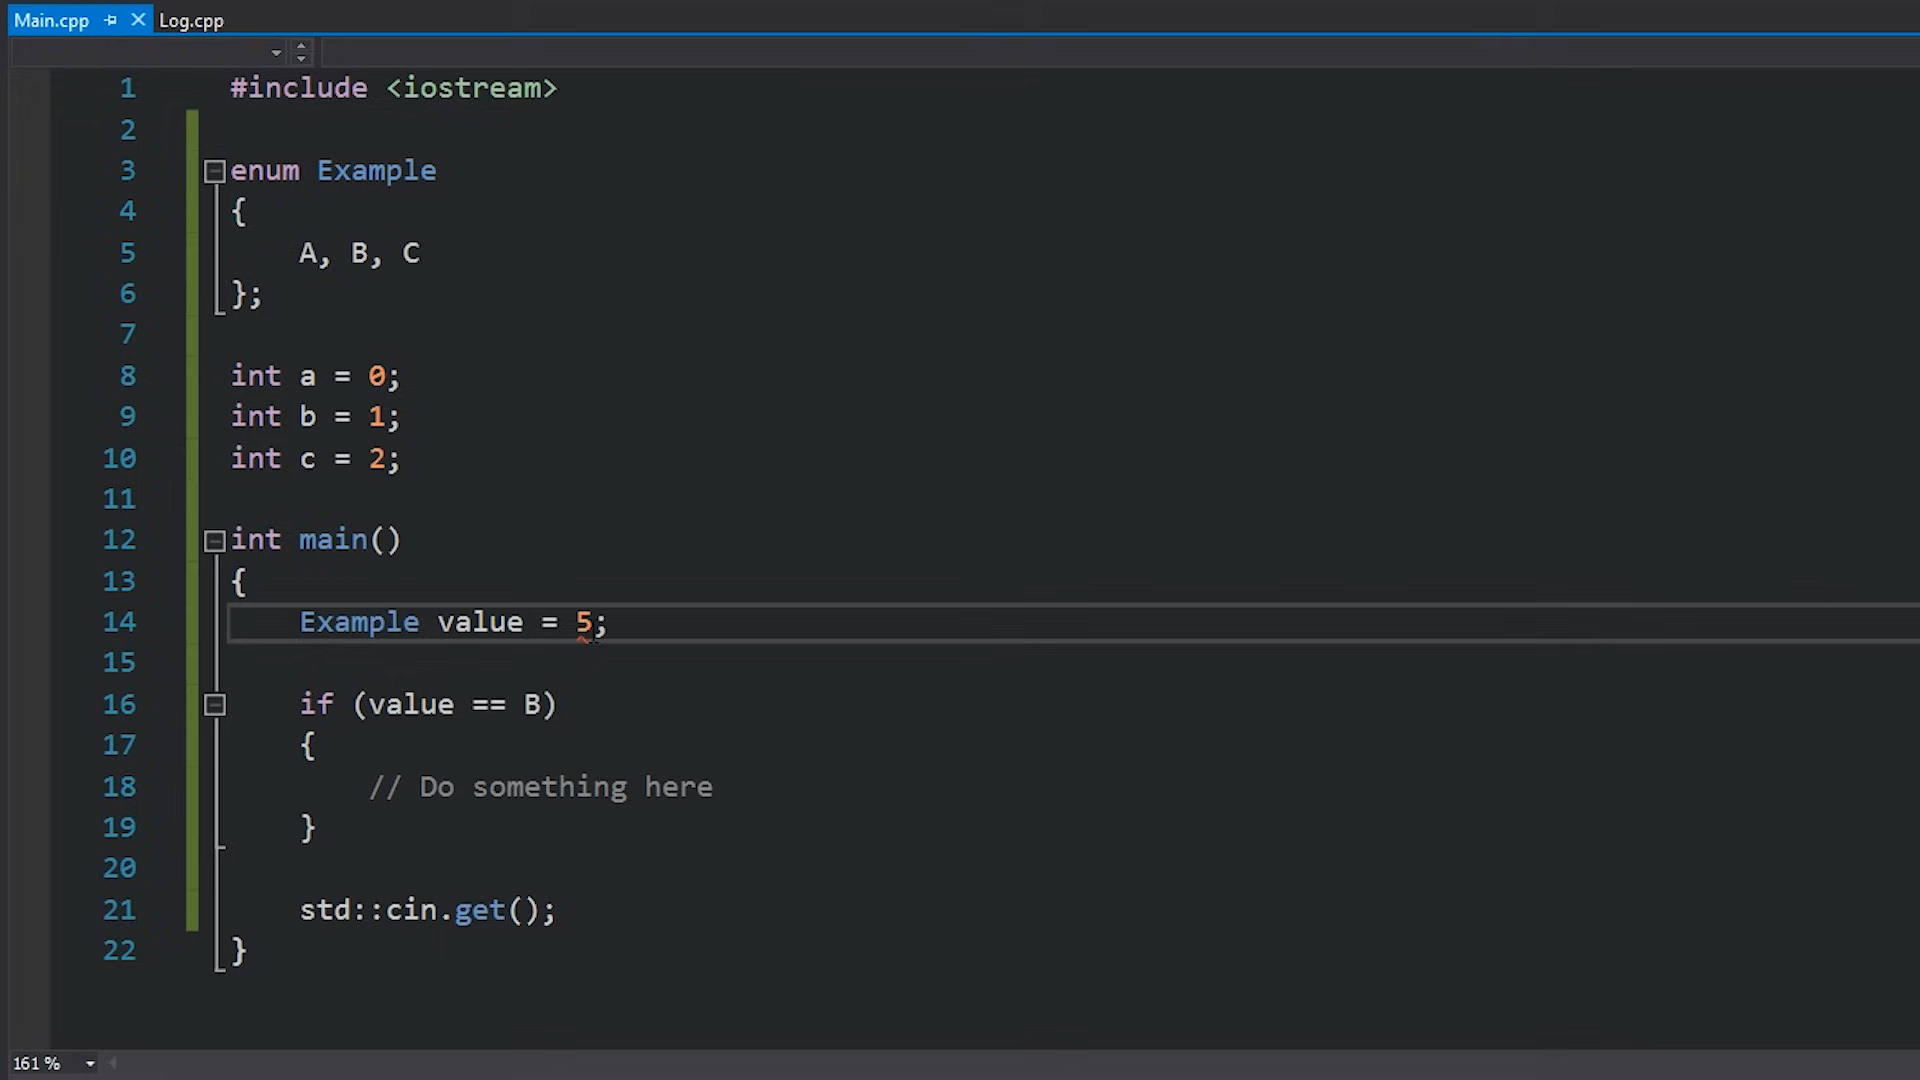 Main.cpp Log.cpp
1 #include <iostream>
2
3 enum Example
4 {
5     A, B, C
6 };
7
8 int a = 0;
9 int b = 1;
10 int c = 2;
11
12 int main()
13 {
14     Example value = 5;
15
16     if (value == B)
17     {
18         // Do something here
19     }
20
21     std::cin.get();
22 }
161 %